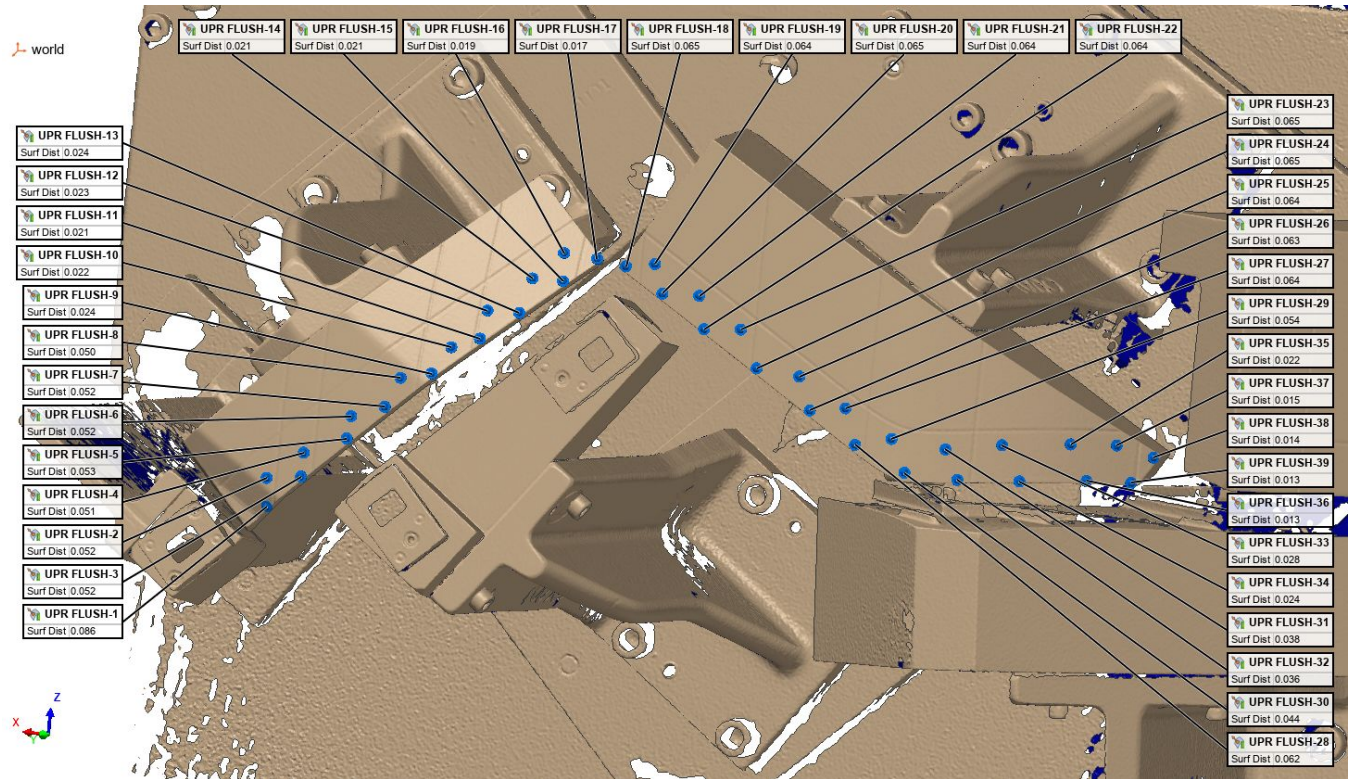 world
UPR FLUSH-14
Surf Dist 0.021
UPR FLUSH-15
Surf Dist 0.021
UPR FLUSH-16
Surf Dist 0.019
UPR FLUSH-17
Surf Dist 0.017
UPR FLUSH-18
Surf Dist 0.065
UPR FLUSH-19
Surf Dist 0.064
UPR FLUSH-20
Surf Dist 0.065
UPR FLUSH-21
Surf Dist 0.064
UPR FLUSH-22
Surf Dist 0.064
UPR FLUSH-13
Surf Dist 0.024
UPR FLUSH-12
Surf Dist 0.023
UPR FLUSH-11
Surf Dist 0.021
UPR FLUSH-10
Surf Dist 0.022
UPR FLUSH-9
Surf Dist 0.024
UPR FLUSH-8
Surf Dist 0.050
UPR FLUSH-7
Surf Dist 0.052
UPR FLUSH-6
Surf Dist 0.052
UPR FLUSH-5
Surf Dist 0.053
UPR FLUSH-4
Surf Dist 0.051
UPR FLUSH-2
Surf Dist 0.052
UPR FLUSH-3
Surf Dist 0.052
UPR FLUSH-1
Surf Dist 0.086
UPR FLUSH-23
Surf Dist 0.065
UPR FLUSH-24
Surf Dist 0.065
UPR FLUSH-25
Surf Dist 0.064
UPR FLUSH-26
Surf Dist 0.063
UPR FLUSH-27
Surf Dist 0.064
UPR FLUSH-29
Surf Dist 0.054
UPR FLUSH-35
Surf Dist 0.022
UPR FLUSH-37
Surf Dist 0.015
UPR FLUSH-38
Surf Dist 0.014
UPR FLUSH-39
Surf Dist 0.013
UPR FLUSH-36
Surf Dist 0.013
UPR FLUSH-33
Surf Dist 0.028
UPR FLUSH-34
Surf Dist 0.024
UPR FLUSH-31
Surf Dist 0.038
UPR FLUSH-32
Surf Dist 0.036
UPR FLUSH-30
Surf Dist 0.044
UPR FLUSH-28
Surf Dist 0.062
Z
X
Y